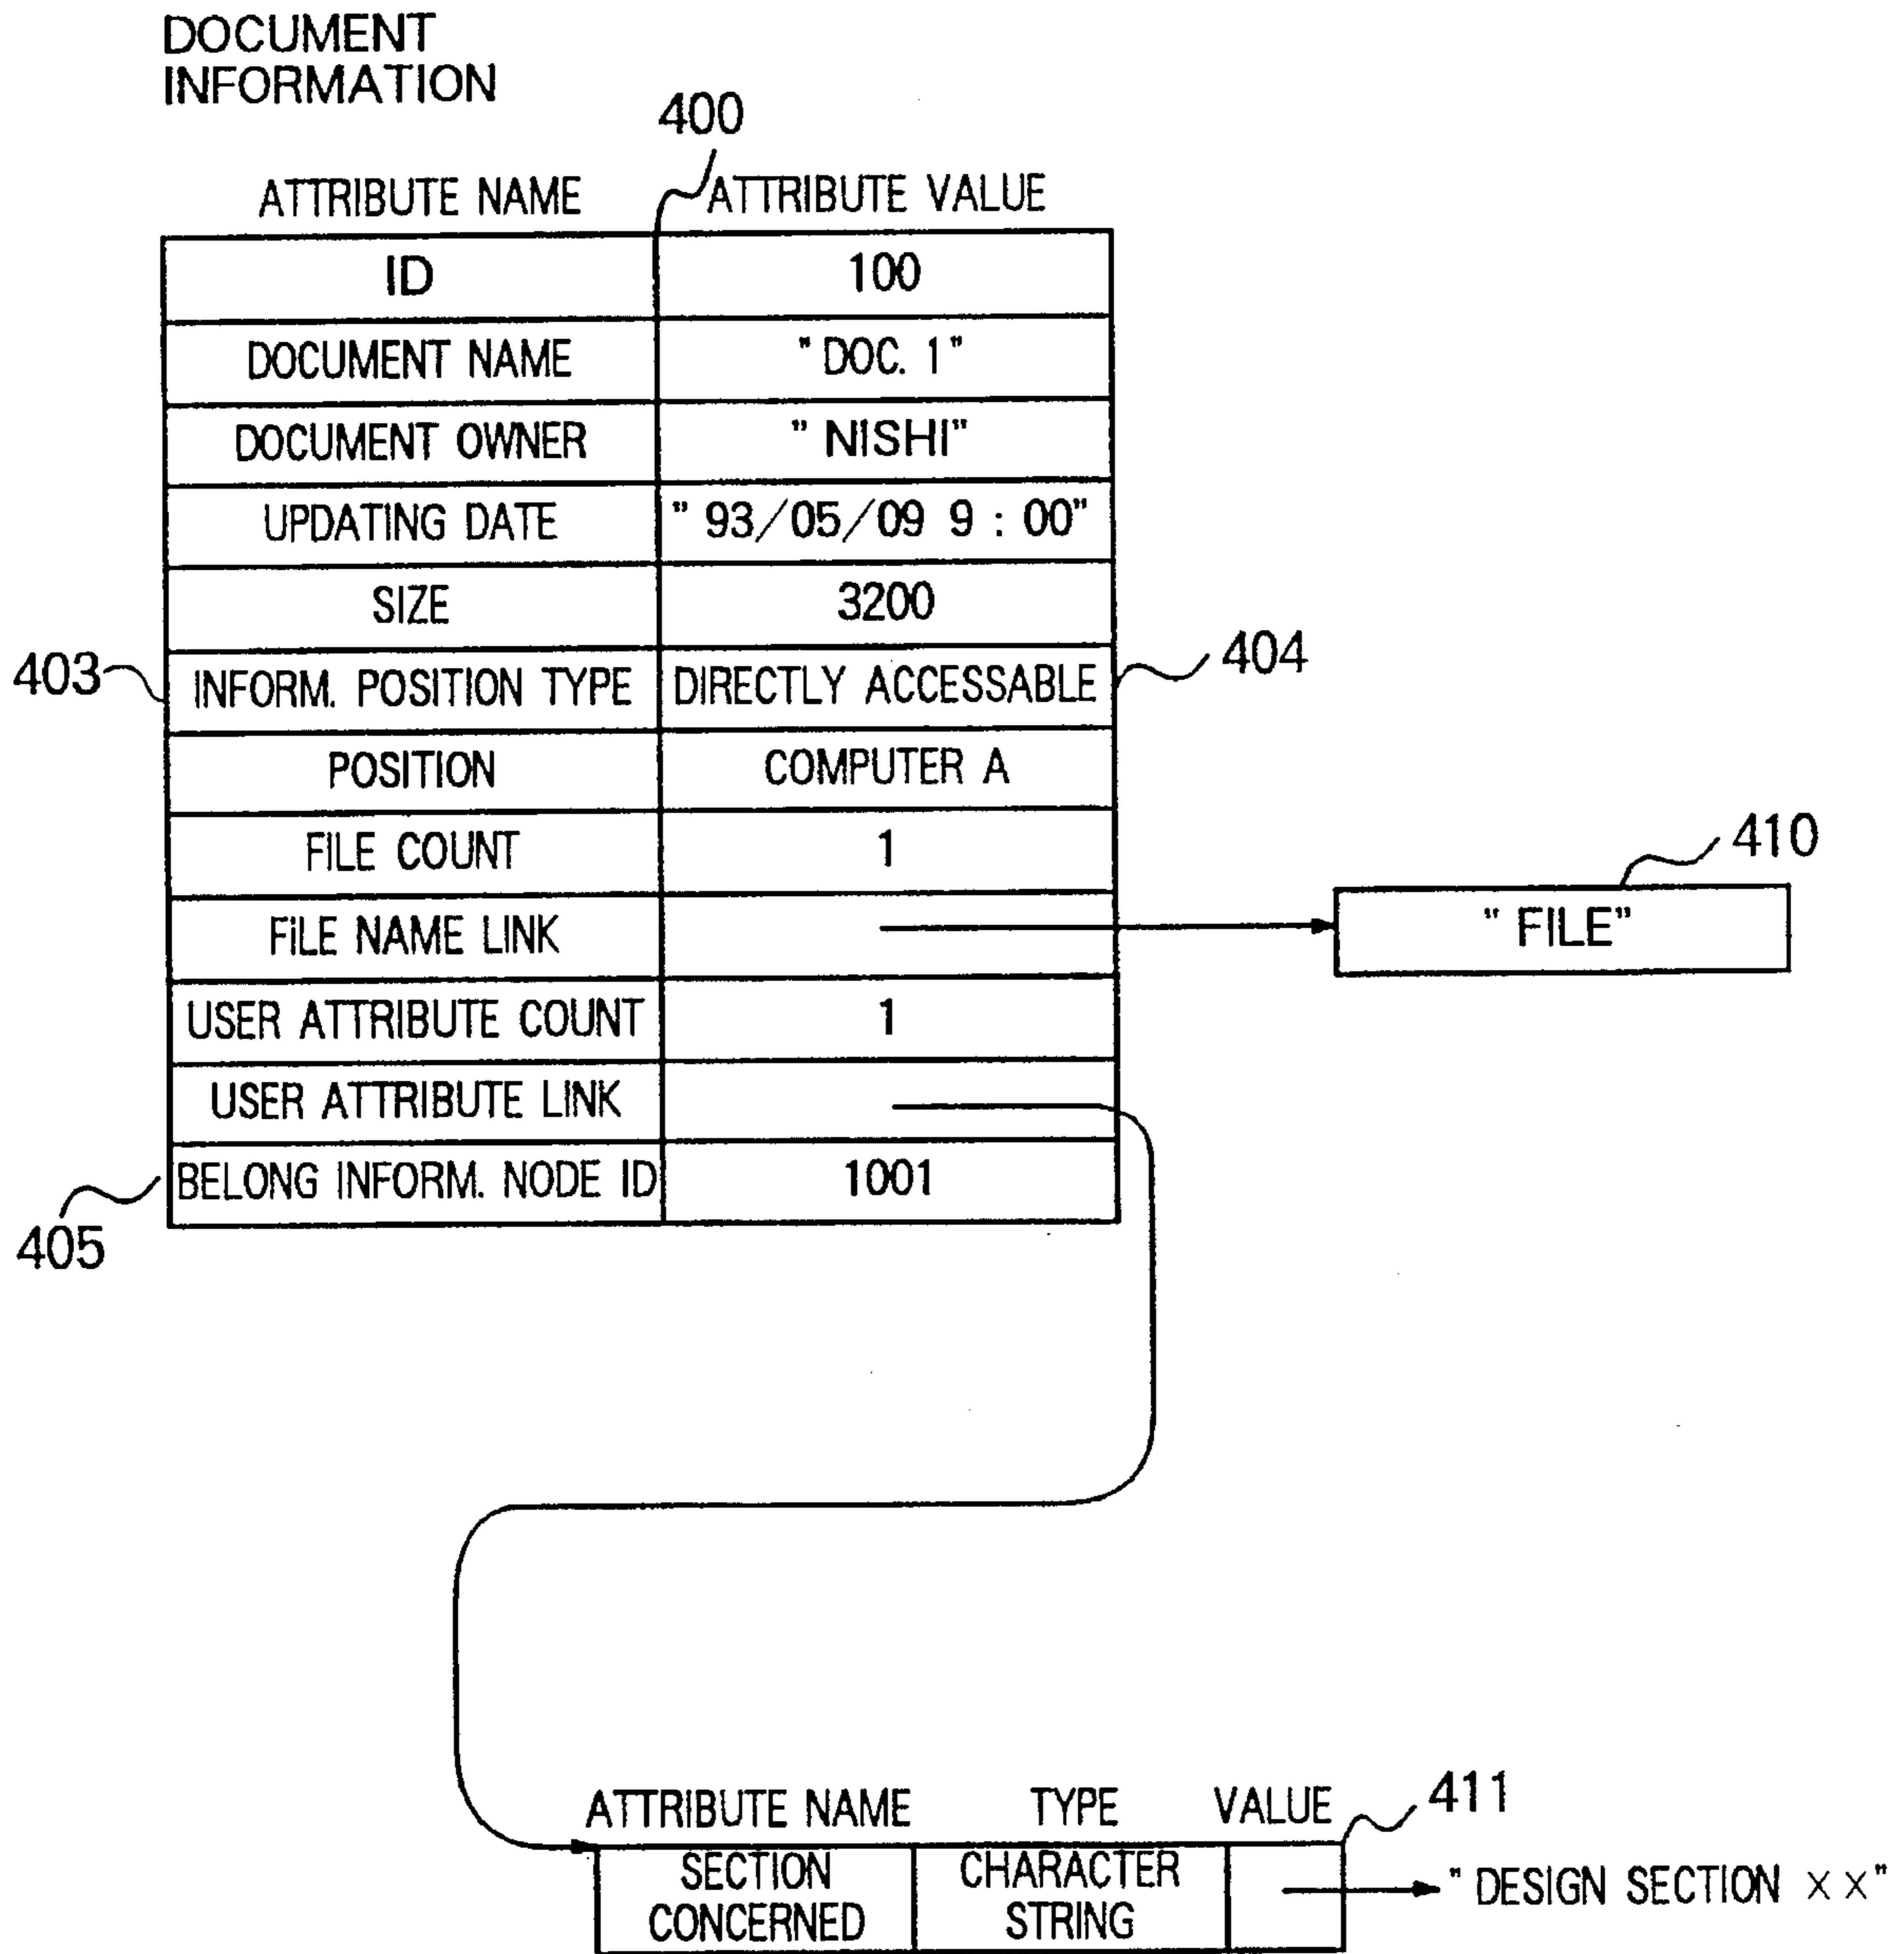 DOCUMENT
INFORMATION
400
ATTRIBUTE NAME ATTRIBUTE VALUE
ID 100
DOCUMENT NAME "DOC. 1"
DOCUMENT OWNER "NISHI"
UPDATING DATE "93/05/09 9 : 00"
SIZE 3200
403 INFORM. POSITION TYPE DIRECTLY ACCESSABLE 404
POSITION COMPUTER A
FILE COUNT 1
410
FILE NAME LINK "FILE"
USER ATTRIBUTE COUNT 1
USER ATTRIBUTE LINK
BELONG INFORM. NODE ID 1001
405
ATTRIBUTE NAME TYPE VALUE 411
SECTION CONCERNED CHARACTER STRING "DESIGN SECTION ××"